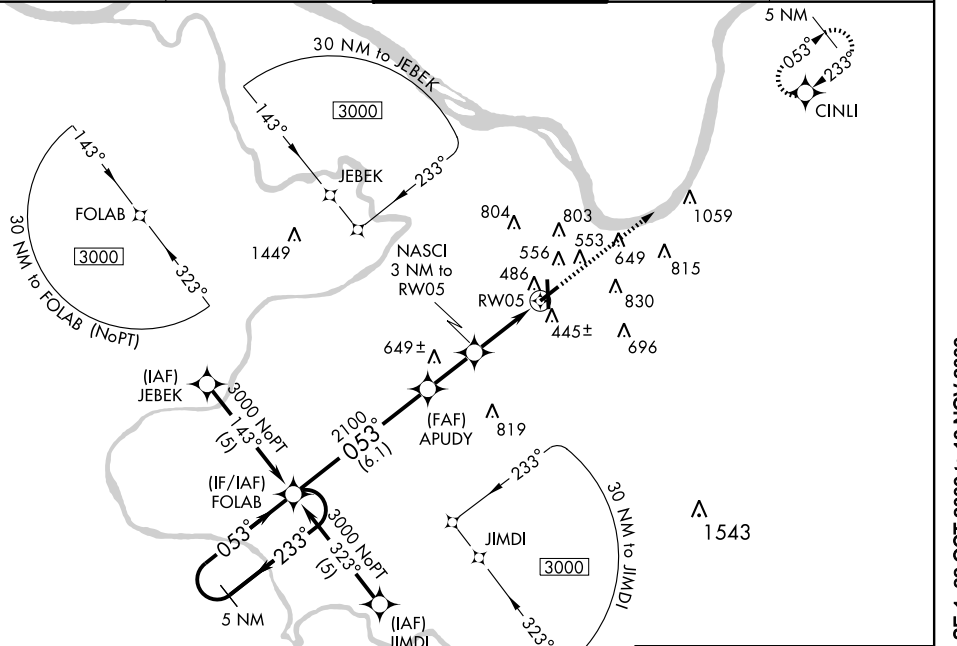 5 NM
053°
233°
CINLI
30 NM to JEBEK
3000
143°
JEBEK
233°
143°
FOLAB
3000
323°
30 NM to FOLAB (NoPT)
1449
804
803
1059
556
553
649
815
486
830
NASCI
3 NM to
RW05
RW05
445±
696
649±
(FAF)
APUDY
819
(IAF)
JEBEK
3000 NoPT
143°
(5)
2100
053°
(6.1)
(IF/IAF)
FOLAB
053°
233°
5 NM
3000 NoPT
323°
(5)
(IAF)
JIMDI
233°
JIMDI
3000
30 NM to JIMDI
323°
1543